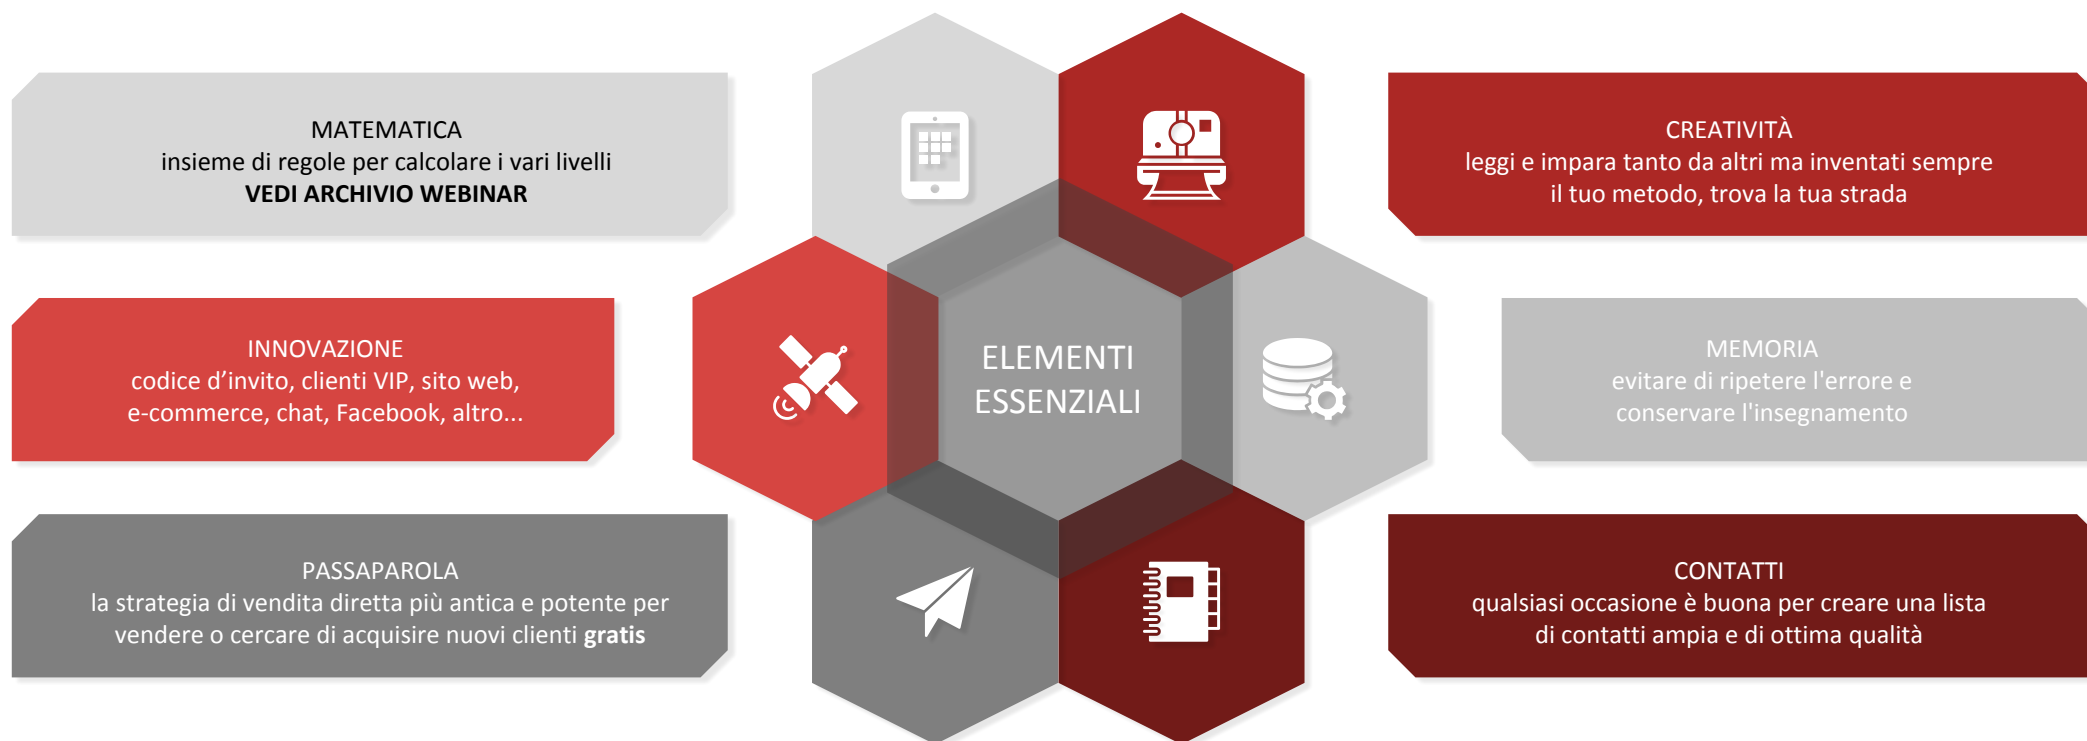 MATEMATICA
insieme di regole per calcolare i vari livelli
VEDI ARCHIVIO WEBINAR
CREATIVITÀ
leggi e impara tanto da altri ma inventati sempre
il tuo metodo, trova la tua strada
INNOVAZIONE
codice d’invito, clienti VIP, sito web,
e-commerce, chat, Facebook, altro...
ELEMENTI
ESSENZIALI
MEMORIA
evitare di ripetere l'errore e
conservare l'insegnamento
PASSAPAROLA
la strategia di vendita diretta più antica e potente per
vendere o cercare di acquisire nuovi clienti gratis
CONTATTI
qualsiasi occasione è buona per creare una lista
di contatti ampia e di ottima qualità